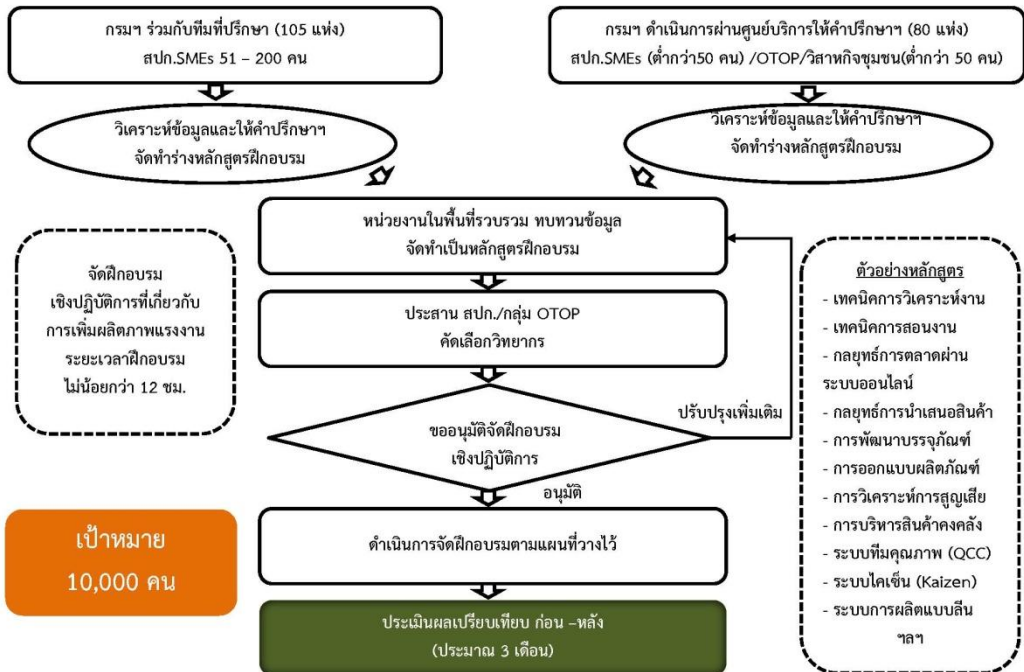 กรมฯ ร่วมกับทีมที่ปรึกษา (105 แห่ง)
สปก.SMEs 51 – 200 คน
กรมฯ ดำเนินการผ่านศูนย์บริการให้คำปรึกษาฯ (80 แห่ง)
สปก.SMEs (ต่ำกว่า50 คน) /OTOP/วิสาหกิจชุมชน(ต่ำกว่า 50 คน)
วิเคราะห์ข้อมูลและให้คำปรึกษาฯ
จัดทำร่างหลักสูตรฝึกอบรม
วิเคราะห์ข้อมูลและให้คำปรึกษาฯ
จัดทำร่างหลักสูตรฝึกอบรม
หน่วยงานในพื้นที่รวบรวม ทบทวนข้อมูล
จัดทำเป็นหลักสูตรฝึกอบรม
จัดฝึกอบรม
เชิงปฏิบัติการที่เกี่ยวกับ
การเพิ่มผลิตภาพแรงงาน
ระยะเวลาฝึกอบรม
ไม่น้อยกว่า 12 ชม.
ประสาน สปก./กลุ่ม OTOP
คัดเลือกวิทยากร
ขออนุมัติจัดฝึกอบรม
เชิงปฏิบัติการ
ปรับปรุงเพิ่มเติม
อนุมัติ
ตัวอย่างหลักสูตร
- เทคนิคการวิเคราะห์งาน
- เทคนิคการสอนงาน
- กลยุทธ์การตลาดผ่าน
ระบบออนไลน์
- กลยุทธ์การนำเสนอสินค้า
- การพัฒนาบรรจุภัณฑ์
- การออกแบบผลิตภัณฑ์
- การวิเคราะห์การสูญเสีย
- การบริหารสินค้าคงคลัง
- ระบบทีมคุณภาพ (QCC)
- ระบบไคเซ็น (Kaizen)
- ระบบการผลิตแบบลีน
ฯลฯ
เป้าหมาย
10,000 คน
ดำเนินการจัดฝึกอบรมตามแผนที่วางไว้
ประเมินผลเปรียบเทียบ ก่อน –หลัง
(ประมาณ 3 เดือน)